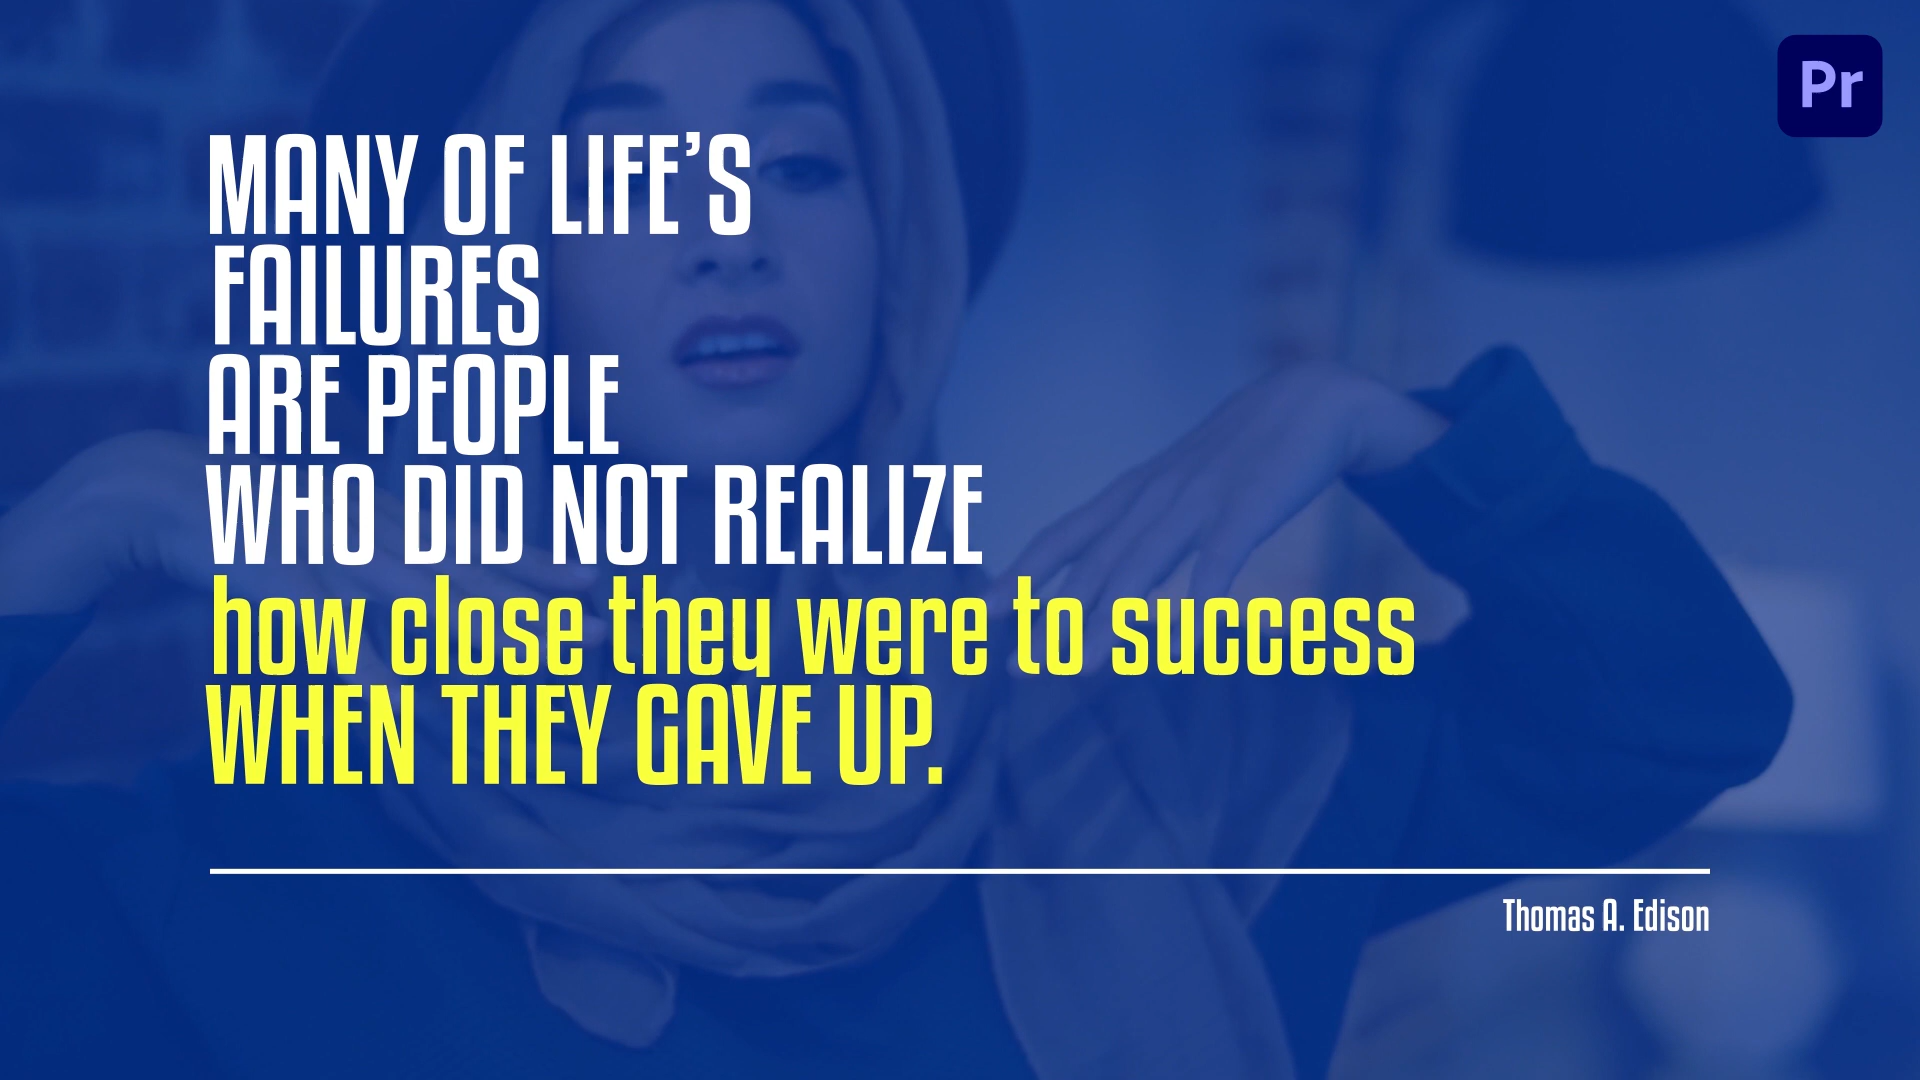 Pr
MANY OF LIFE’S
FAILURES
ARE PEOPLE
WHO DID NOT REALIZE
how close they were to success
WHEN THEY GAVE UP.
Thomas A. Edison